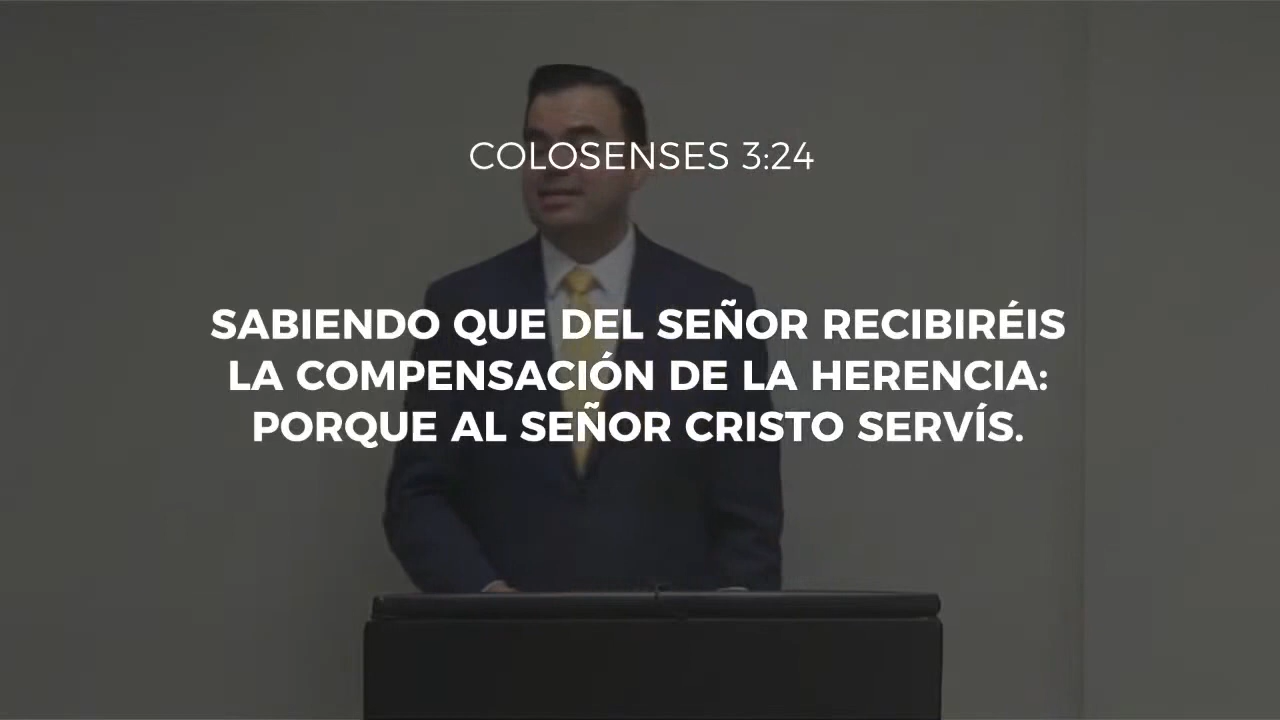 COLOSENSES 3:24
SABIENDO QUE DEL SEÑOR RECIBIRÉIS
LA COMPENSACIÓN DE LA HERENCIA:
PORQUE AL SEÑOR CRISTO SERVÍS.